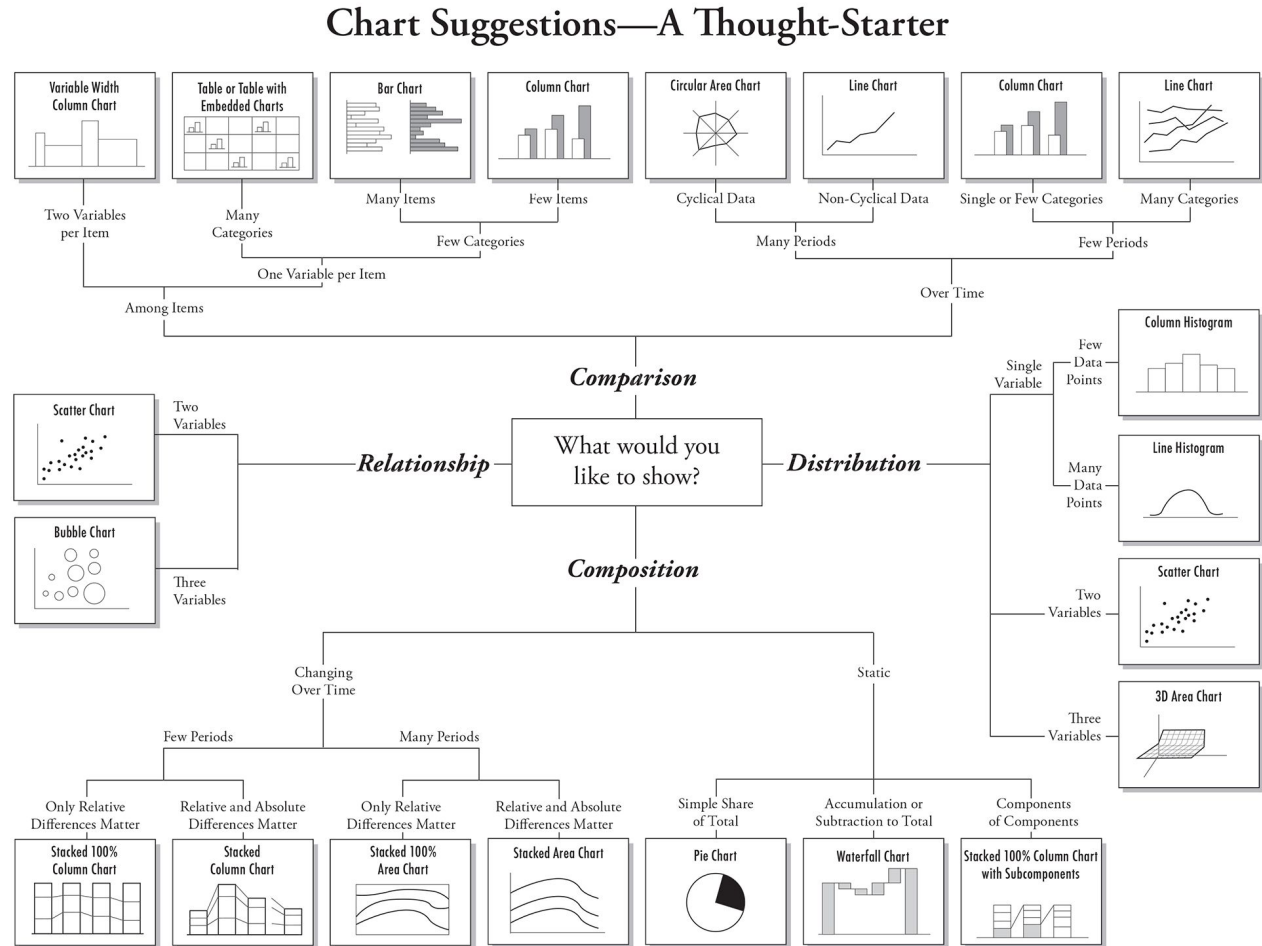 Chart Suggestions—A Thought-Starter
Variable Width
Column Chart
Table or Table with
Embedded Charts
Bar Chart
Column Chart
Circular Area Chart
Line Chart
Column Chart
Line Chart
Two Variables
per Item
Many
Categories
Many Items
Few Items
Cyclical Data
Non-Cyclical Data
Single or Few Categories
Many Categories
Few Categories
Many Periods
Few Periods
One Variable per Item
Among Items
Over Time
Comparison
What would you
like to show?
Relationship
Two
Variables
Scatter Chart
Three
Variables
Bubble Chart
Distribution
Single
Variable
Few
Data
Points
Column Histogram
Many
Data
Points
Line Histogram
Two
Variables
Scatter Chart
Three
Variables
3D Area Chart
Composition
Changing
Over Time
Static
Few Periods
Many Periods
Only Relative
Differences Matter
Relative and Absolute
Differences Matter
Only Relative
Differences Matter
Relative and Absolute
Differences Matter
Simple Share
of Total
Accumulation or
Subtraction to Total
Components
of Components
Stacked 100%
Column Chart
Stacked
Column Chart
Stacked 100%
Area Chart
Stacked Area Chart
Pie Chart
Waterfall Chart
Stacked 100% Column Chart
with Subcomponents